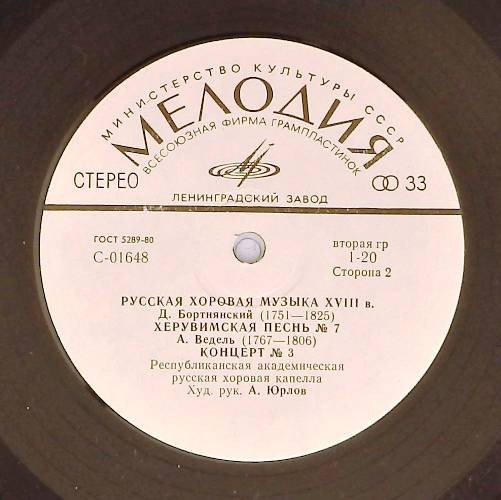 МИНИСТЕРСТВО КУЛЬТУРЫ СССР
МЕЛОДИЯ
ВСЕСОЮЗНАЯ ФИРМА ГРАМПЛАСТИНОК
СТЕРЕО
33
ЛЕНИНГРАДСКИЙ ЗАВОД
ГОСТ 5289-80
вторая гр
С-01648
1-20
Сторона 2
РУССКАЯ ХОРОВАЯ МУЗЫКА XVIII в.
Д. Бортнянский (1751—1825)
ХЕРУВИМСКАЯ ПЕСНЬ № 7
А. Ведель (1767—1806)
КОНЦЕРТ № 3
Республиканская академическая
русская хоровая капелла
Худ. рук. А. Юрлов